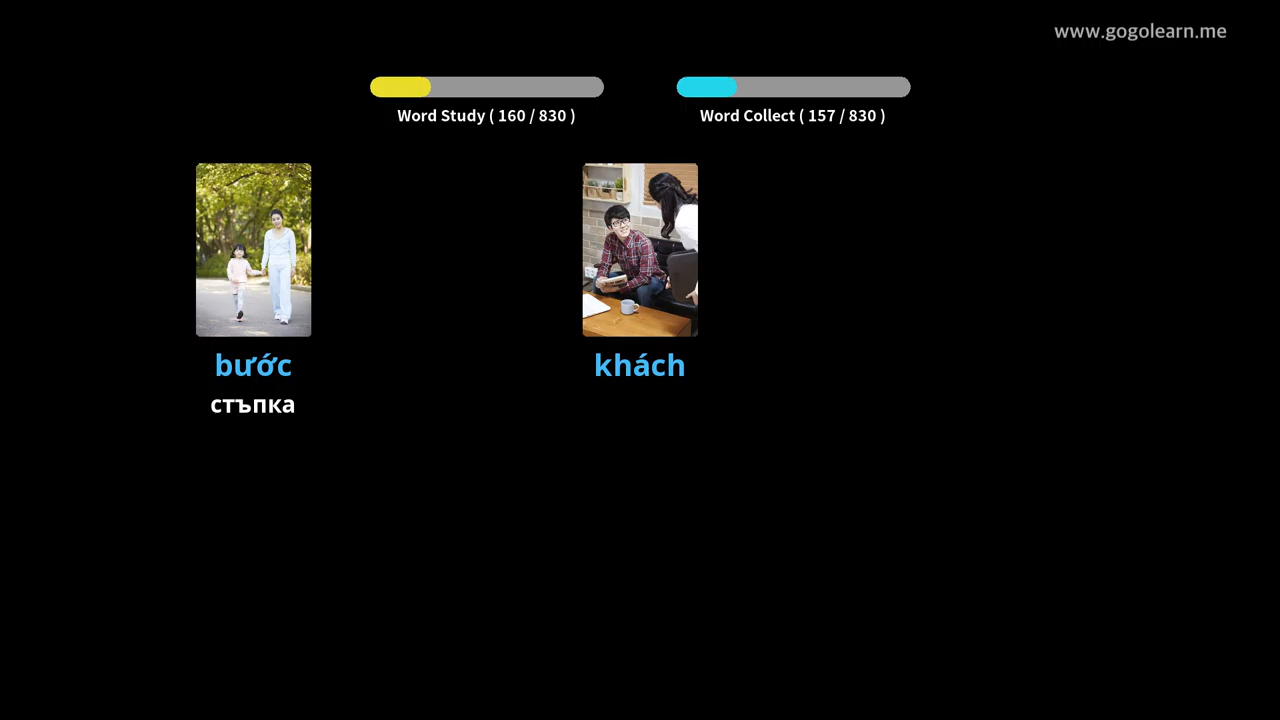 www.gogolearn.me
Word Study ( 160 / 830 )
Word Collect ( 157 / 830 )
bước
khách
стъпка